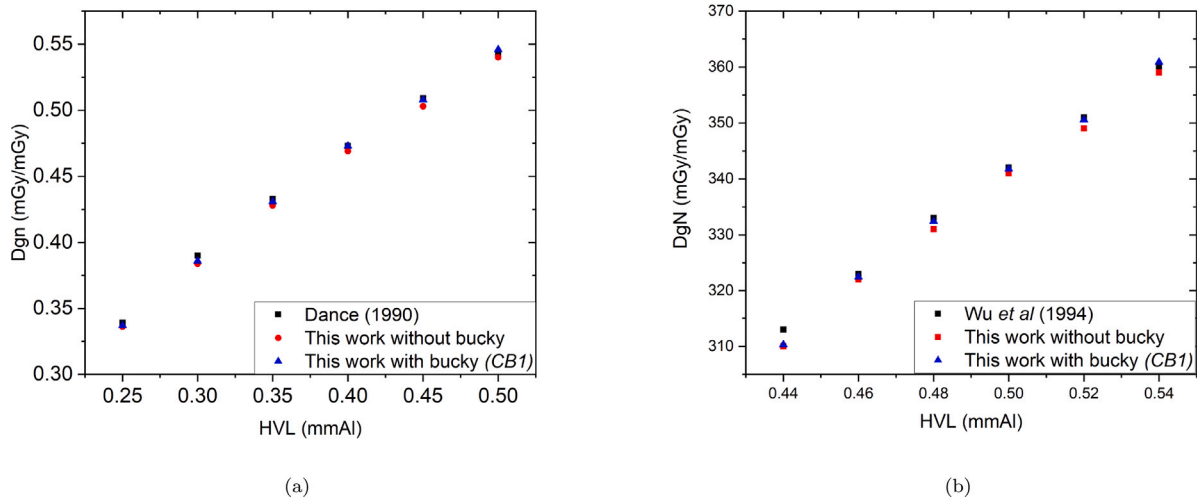 0.55
0.50
0.45
0.40
0.35
0.30
Dgn (mGy/mGy)
0.25 0.30 0.35 0.40 0.45 0.50
HVL (mmAl)
Dance (1990)
This work without bucky
This work with bucky (CB1)
(a)
370
360
350
340
330
320
310
DgN (mGy/mGy)
0.44 0.46 0.48 0.50 0.52 0.54
HVL (mmAl)
Wu et al (1994)
This work without bucky
This work with bucky (CB1)
(b)